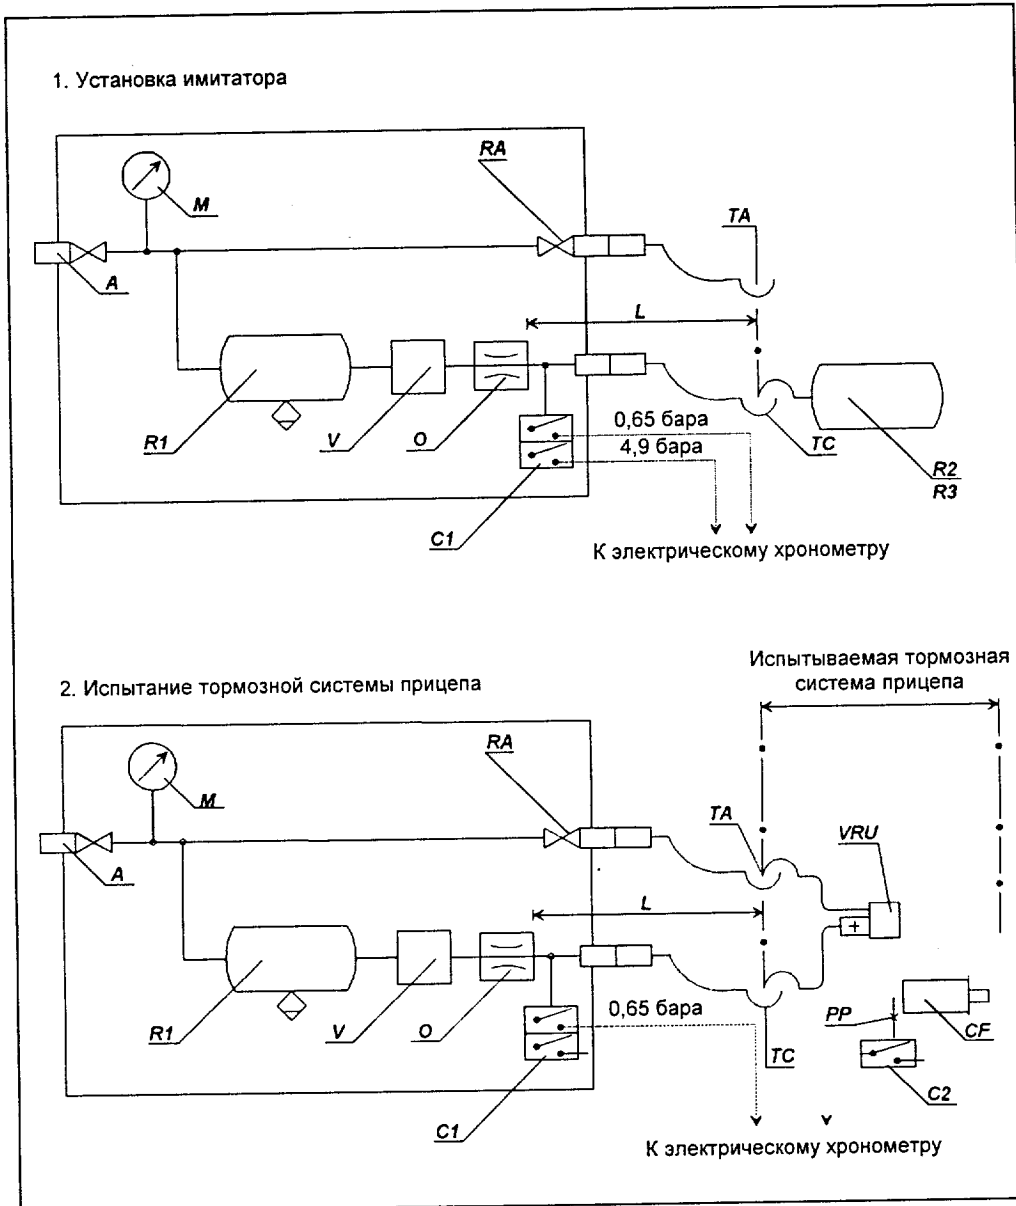 1. Установка имитатора
RA
M
TA
A
L
0,65 бара
4,9 бара
R1
V
O
TC
R2
R3
C1
К электрическому хронометру
Испытываемая тормозная
система прицепа
2. Испытание тормозной системы прицепа
RA
M
TA
VRU
A
L
+
0,65 бара
R1
V
O
PP
CF
TC
C2
C1
К электрическому хронометру